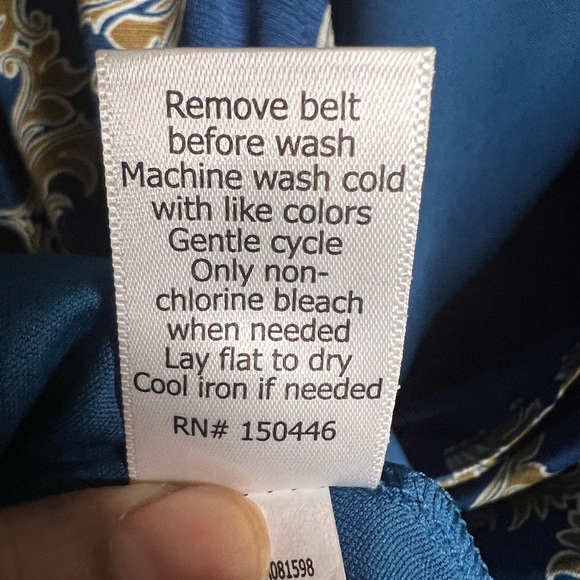 Remove belt
before wash
Machine wash cold
with like colors
Gentle cycle
Only non-
chlorine bleach
when needed
Lay flat to dry
Cool iron if needed
RN# 150446